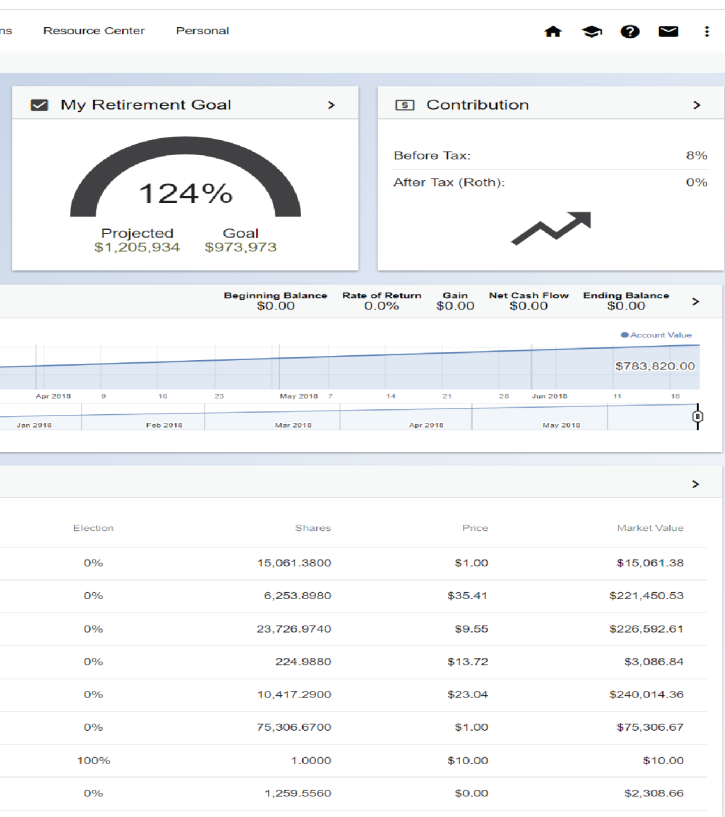 ns Resource Center Personal
My Retirement Goal >
124%
Projected Goal
$1,205,934 $973,973
Contribution >
Before Tax: 8%
After Tax (Roth): 0%
Beginning Balance Rate of Return Gain Net Cash Flow Ending Balance >
$0.00 0.0% $0.00 $0.00 $0.00
Account Value
$783,820.00
Apr 2018 9 16 23 May 2018 7 14 21 28 Jun 2018 11 18
Jan 2018 Feb 2018 Mar 2018 Apr 2018 May 2018
>
Election Shares Price Market Value
0% 15,061.3800 $1.00 $15,061.38
0% 6,253.8980 $35.41 $221,450.53
0% 23,726.9740 $9.55 $226,592.61
0% 224.9880 $13.72 $3,086.84
0% 10,417.2900 $23.04 $240,014.36
0% 75,306.6700 $1.00 $75,306.67
100% 1.0000 $10.00 $10.00
0% 1,259.5560 $0.00 $2,308.66